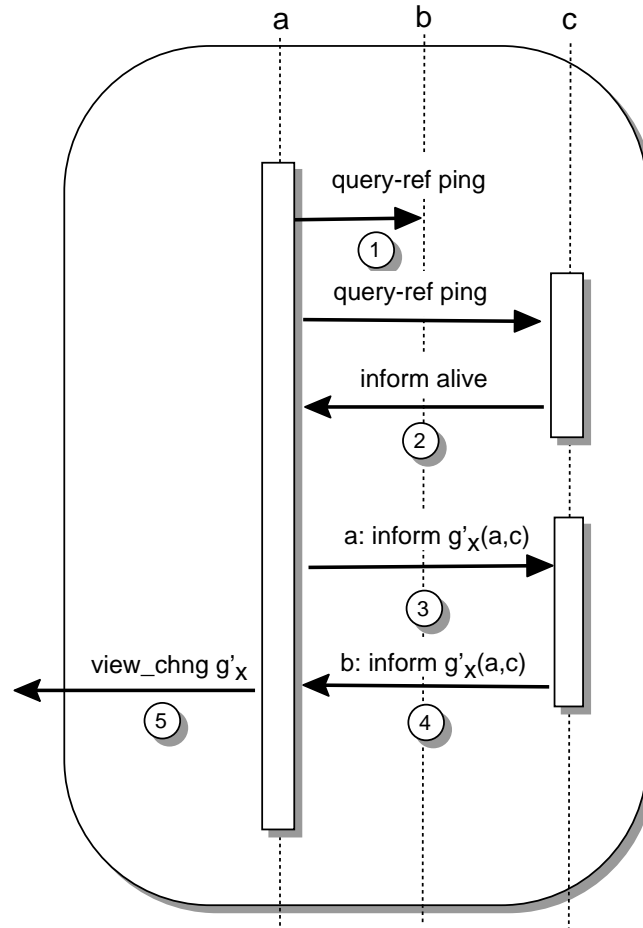 a b c
query-ref ping
1
query-ref ping
inform alive
2
a: inform g'x(a,c)
3
view_chng g'x
b: inform g'x(a,c)
5
4